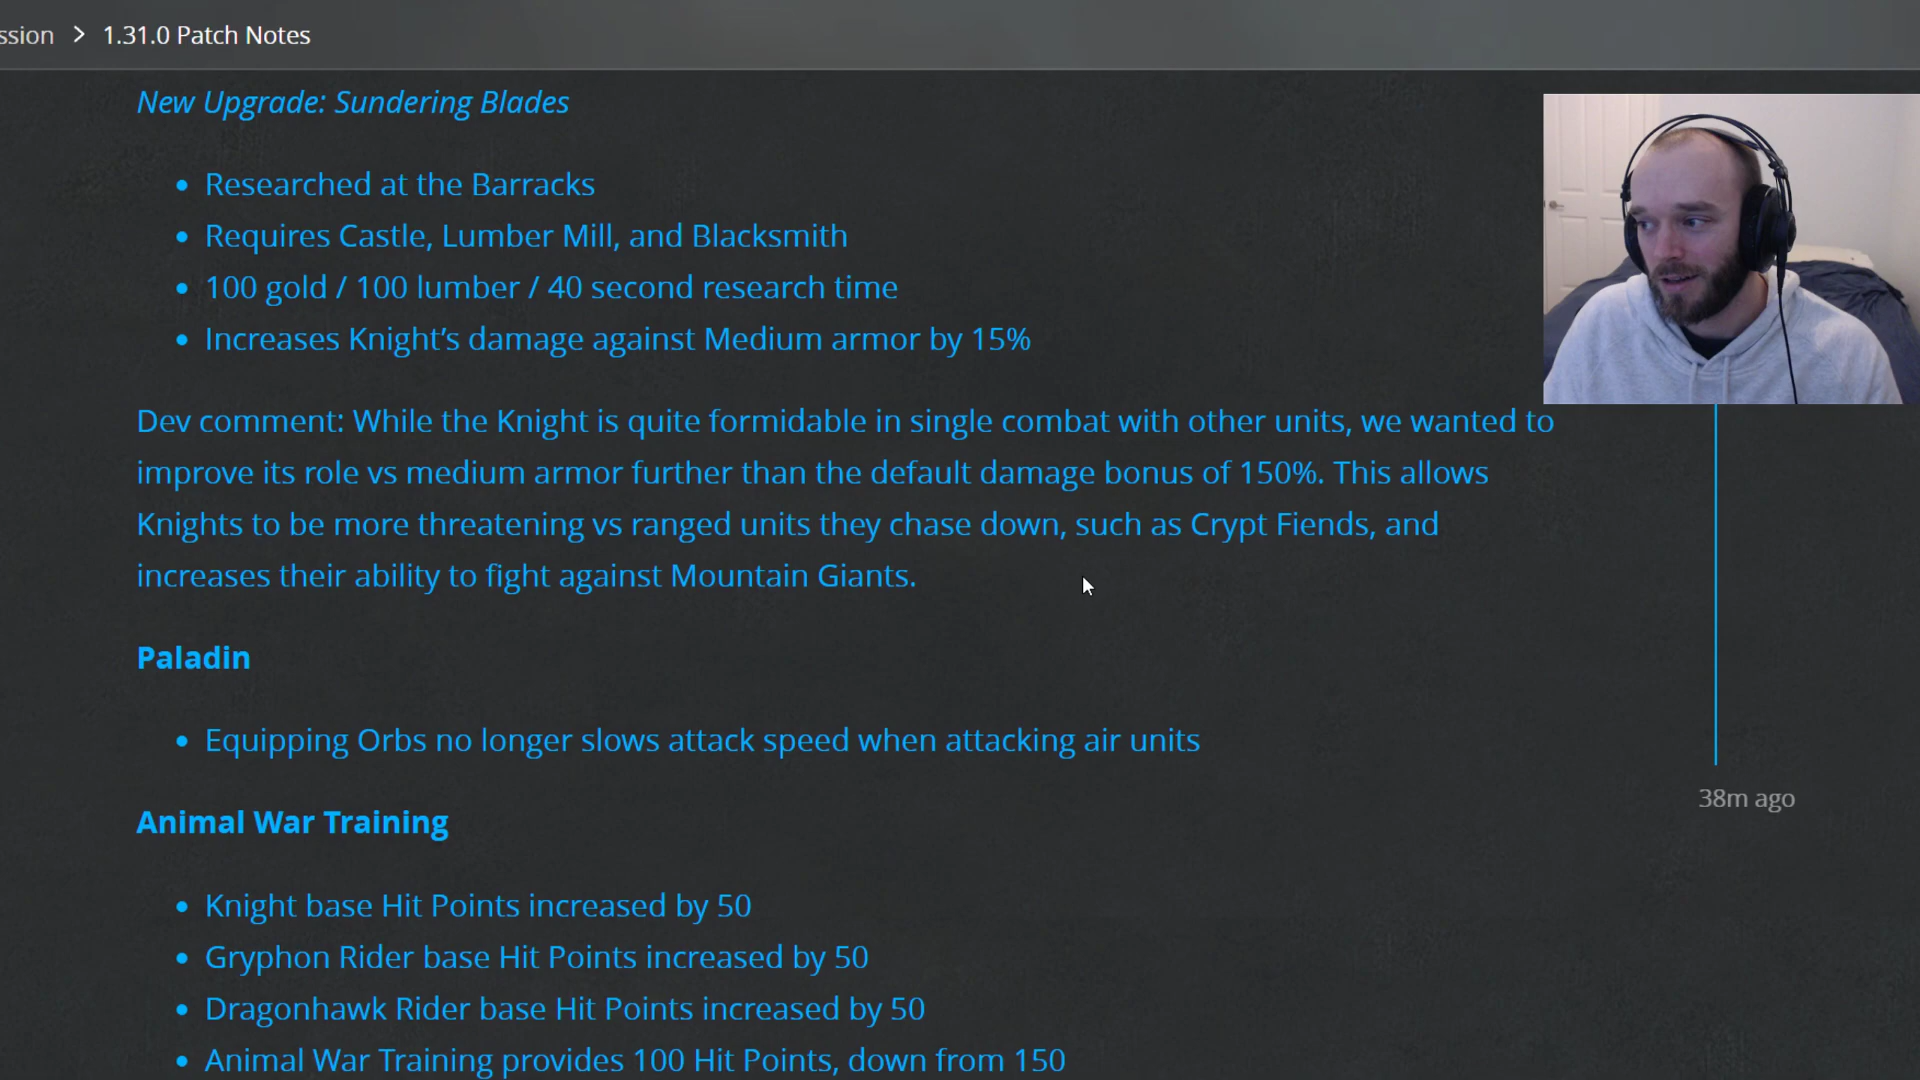 ssion > 1.31.0 Patch Notes
New Upgrade: Sundering Blades
• Researched at the Barracks
• Requires Castle, Lumber Mill, and Blacksmith
• 100 gold / 100 lumber / 40 second research time
• Increases Knight’s damage against Medium armor by 15%
Dev comment: While the Knight is quite formidable in single combat with other units, we wanted to
improve its role vs medium armor further than the default damage bonus of 150%. This allows
Knights to be more threatening vs ranged units they chase down, such as Crypt Fiends, and
increases their ability to fight against Mountain Giants.
Paladin
• Equipping Orbs no longer slows attack speed when attacking air units
38m ago
Animal War Training
• Knight base Hit Points increased by 50
• Gryphon Rider base Hit Points increased by 50
• Dragonhawk Rider base Hit Points increased by 50
• Animal War Training provides 100 Hit Points, down from 150